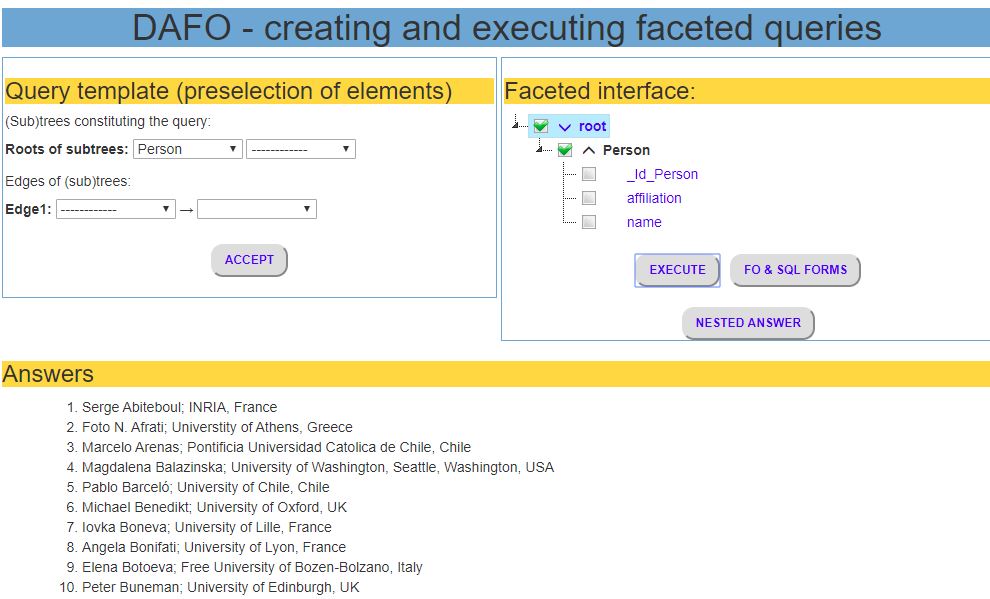 DAFO - creating and executing faceted queries
Query template (preselection of elements)
(Sub)trees constituting the query:
Roots of subtrees: Person ------------
Edges of (sub)trees:
Edge1: ------------ →
ACCEPT
Faceted interface:
root
Person
_Id_Person
affiliation
name
EXECUTE FO & SQL FORMS
NESTED ANSWER
Answers
1. Serge Abiteboul; INRIA, France
2. Foto N. Afrati; Universtity of Athens, Greece
3. Marcelo Arenas; Pontificia Universidad Catolica de Chile, Chile
4. Magdalena Balazinska; University of Washington, Seattle, Washington, USA
5. Pablo Barceló; University of Chile, Chile
6. Michael Benedikt; University of Oxford, UK
7. Iovka Boneva; University of Lille, France
8. Angela Bonifati; University of Lyon, France
9. Elena Botoeva; Free University of Bozen-Bolzano, Italy
10. Peter Buneman; University of Edinburgh, UK